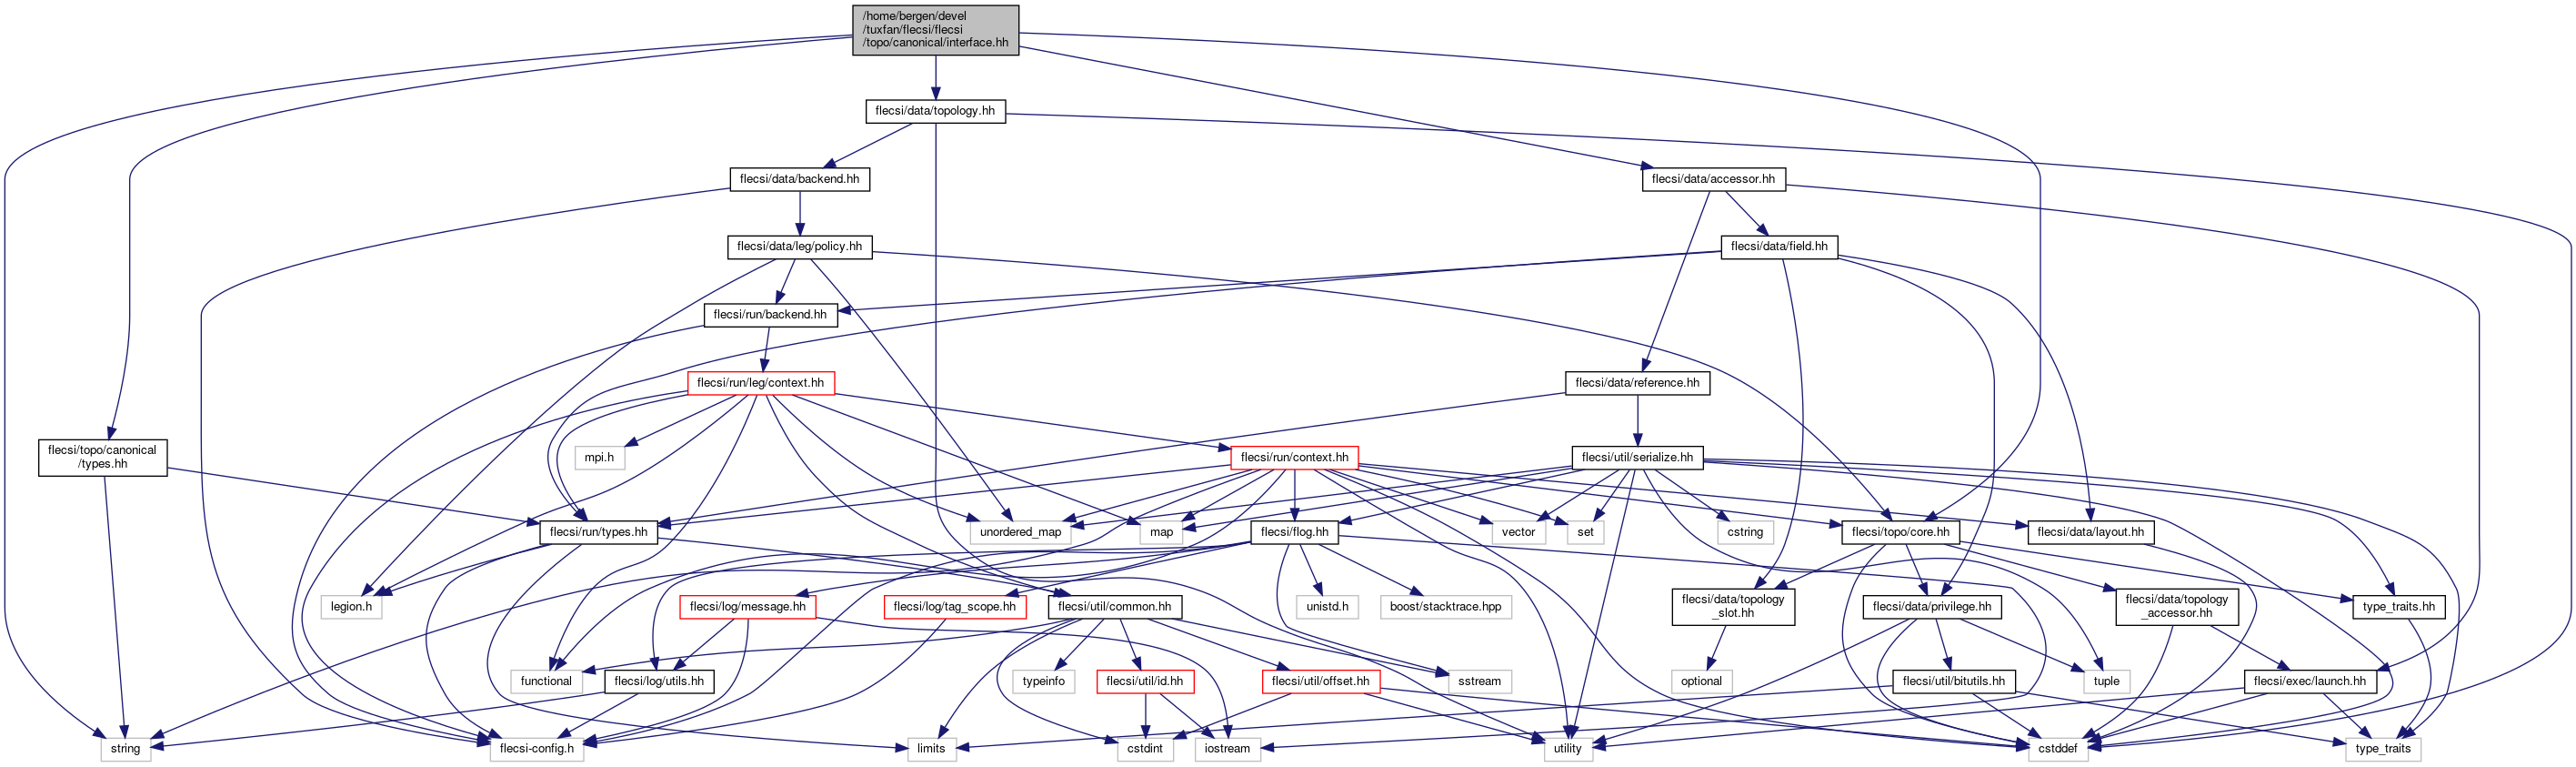 /home/bergen/devel
/tuxfan/flecsi/flecsi
/topo/canonical/interface.hh
flecsi/data/topology.hh
flecsi/data/backend.hh
flecsi/data/accessor.hh
flecsi/data/leg/policy.hh
flecsi/data/field.hh
flecsi/run/backend.hh
flecsi/run/leg/context.hh
flecsi/data/reference.hh
flecsi/topo/canonical
/types.hh
mpi.h
flecsi/run/context.hh
flecsi/util/serialize.hh
flecsi/run/types.hh
unordered_map
map
flecsi/flog.hh
vector
set
cstring
flecsi/topo/core.hh
flecsi/data/layout.hh
legion.h
flecsi/log/message.hh
flecsi/log/tag_scope.hh
flecsi/util/common.hh
unistd.h
boost/stacktrace.hpp
flecsi/data/topology
_slot.hh
flecsi/data/privilege.hh
flecsi/data/topology
_accessor.hh
type_traits.hh
functional
flecsi/log/utils.hh
typeinfo
flecsi/util/id.hh
flecsi/util/offset.hh
sstream
optional
flecsi/util/bitutils.hh
tuple
flecsi/exec/launch.hh
string
flecsi-config.h
limits
cstdint
iostream
utility
cstddef
type_traits